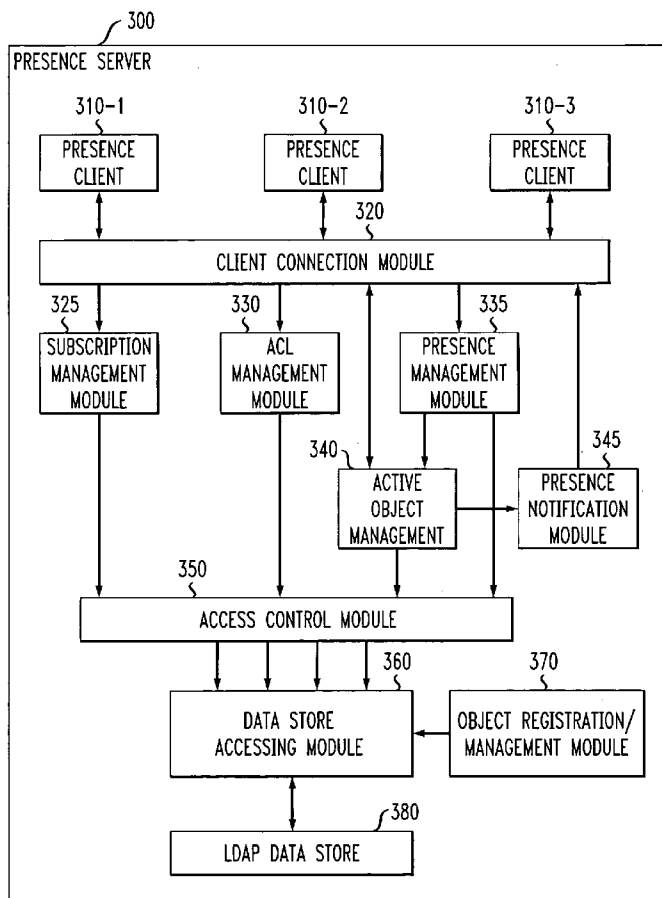 300
PRESENCE SERVER
310-1
310-2
310-3
PRESENCE
CLIENT
PRESENCE
CLIENT
PRESENCE
CLIENT
320
CLIENT CONNECTION MODULE
325
330
335
SUBSCRIPTION
MANAGEMENT
MODULE
ACL
MANAGEMENT
MODULE
PRESENCE
MANAGEMENT
MODULE
340
345
ACTIVE
OBJECT
MANAGEMENT
PRESENCE
NOTIFICATION
MODULE
350
ACCESS CONTROL MODULE
360
370
DATA STORE
ACCESSING MODULE
OBJECT REGISTRATION/
MANAGEMENT MODULE
380
LDAP DATA STORE